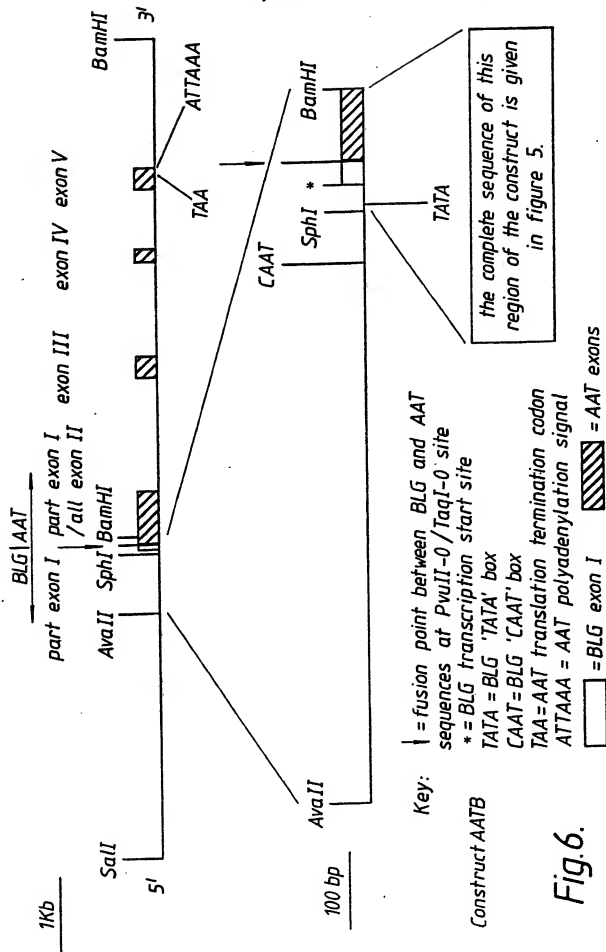 BLG | AAT
part exon I
part exon I
/all exon II
exon III
exon IV
exon V
1Kb
SalI
AvaII
SphI
BamHI
BamHI
5'
3'
TAA
ATTAAA
100 bp
AvaII
CAAT
SphI
*
BamHI
TATA
the complete sequence of this
region of the construct is given
in figure 5.
Construct AATB
Key:
= fusion point between BLG and AAT
sequences at PvuII-0/TaqI-0 site
* = BLG transcription start site
TATA = BLG 'TATA' box
CAAT = BLG 'CAAT' box
TAA = AAT translation termination codon
ATTAAA = AAT polyadenylation signal
= BLG exon I
= AAT exons
Fig.6.